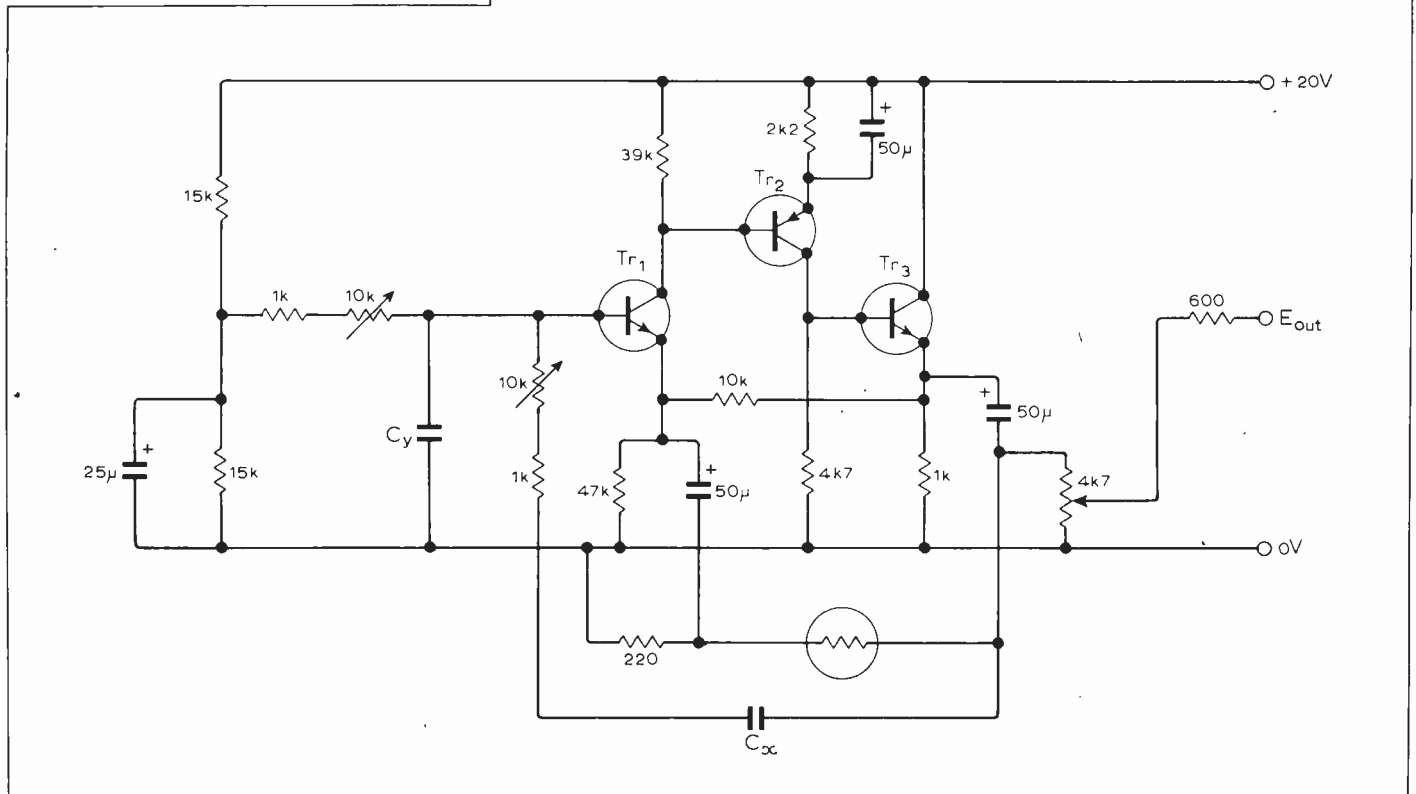 +20V
2k2
+
50μ
39k
15k
Tr2
Tr1
Tr3
1k
10k
600
Eout
10k
10k
+
50μ
Cy
+
25μ
15k
1k
47k
+
50μ
4k7
1k
4k7
0V
220
Cx